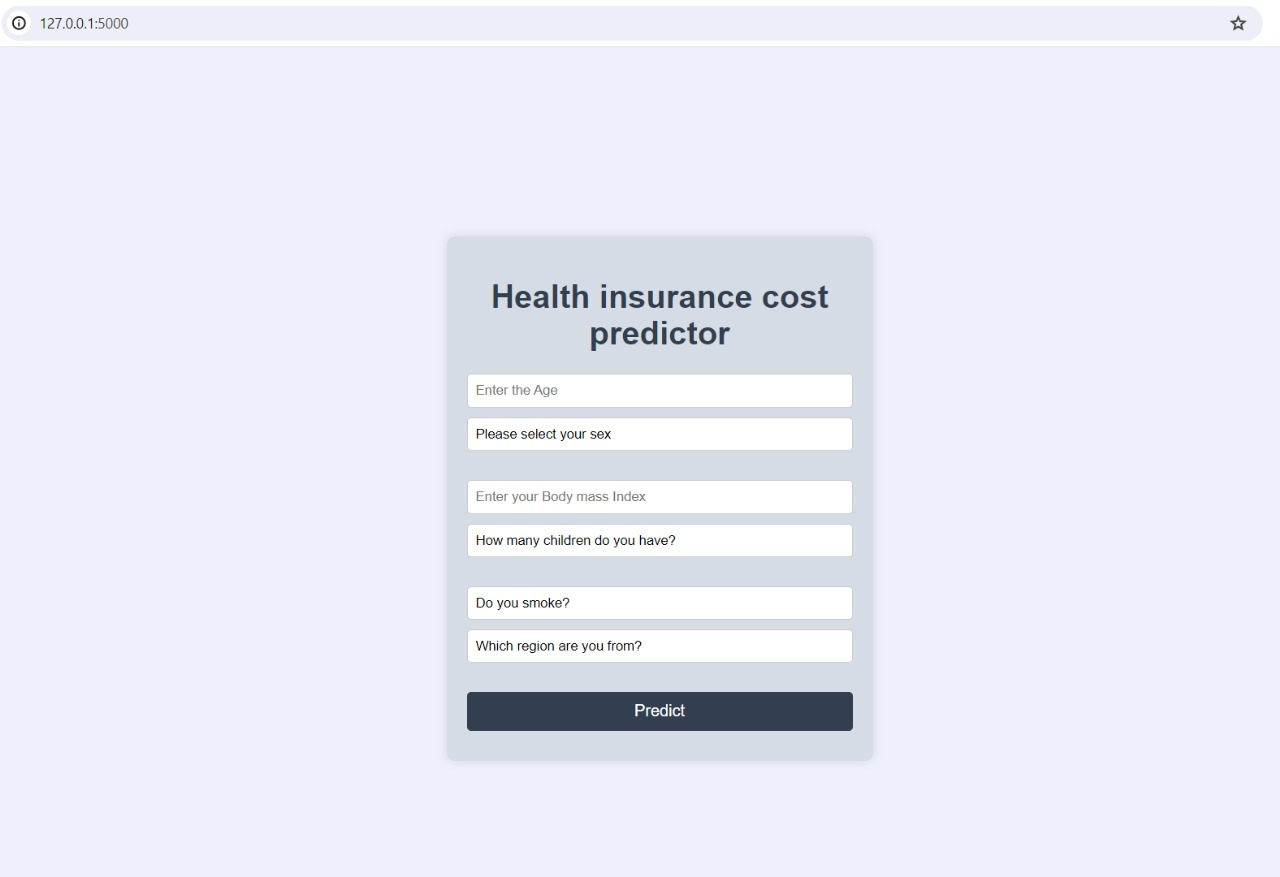 127.0.0.1:5000
Health insurance cost
predictor
Enter the Age
Please select your sex
Enter your Body mass Index
How many children do you have?
Do you smoke?
Which region are you from?
Predict